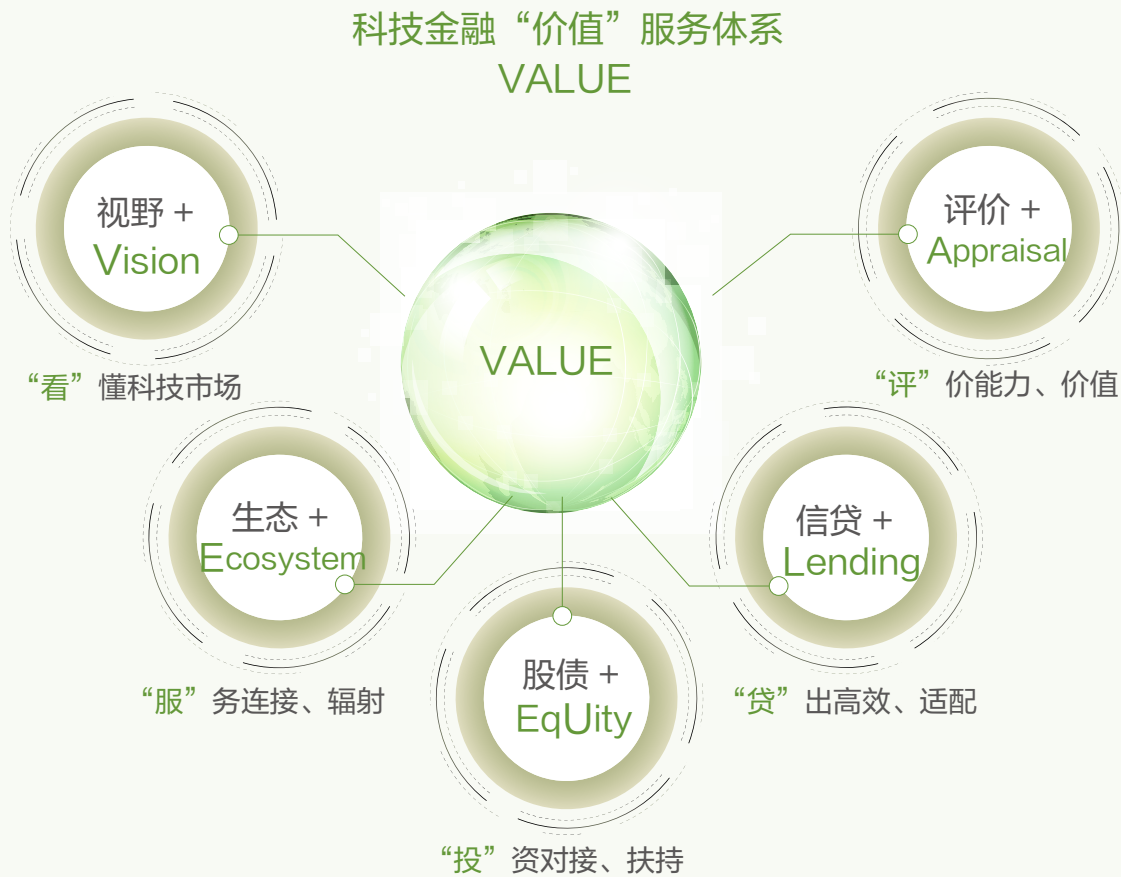 科技金融“价值”服务体系
VALUE
视野 +
Vision
“看”懂科技市场
评价 +
Appraisal
“评”价能力、价值
VALUE
生态 +
Ecosystem
“服”务连接、辐射
信贷 +
Lending
“贷”出高效、适配
股债 +
EqUity
“投”资对接、扶持